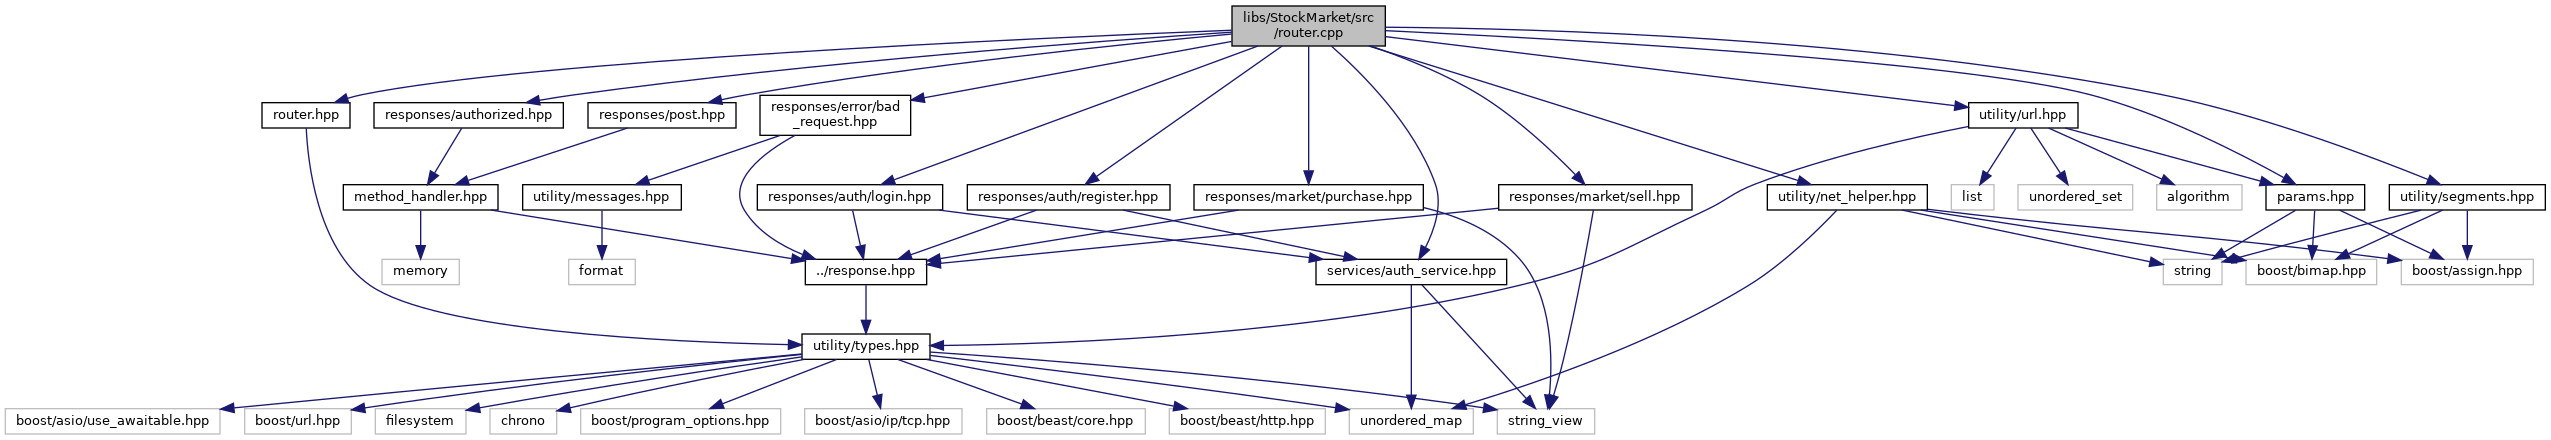 libs/StockMarket/src
/router.cpp
router.hpp
responses/authorized.hpp
responses/post.hpp
responses/error/bad
_request.hpp
utility/url.hpp
method_handler.hpp
utility/messages.hpp
responses/auth/login.hpp
responses/auth/register.hpp
responses/market/purchase.hpp
responses/market/sell.hpp
utility/net_helper.hpp
list
unordered_set
algorithm
params.hpp
utility/segments.hpp
memory
format
../response.hpp
services/auth_service.hpp
string
boost/bimap.hpp
boost/assign.hpp
utility/types.hpp
boost/asio/use_awaitable.hpp
boost/url.hpp
filesystem
chrono
boost/program_options.hpp
boost/asio/ip/tcp.hpp
boost/beast/core.hpp
boost/beast/http.hpp
unordered_map
string_view